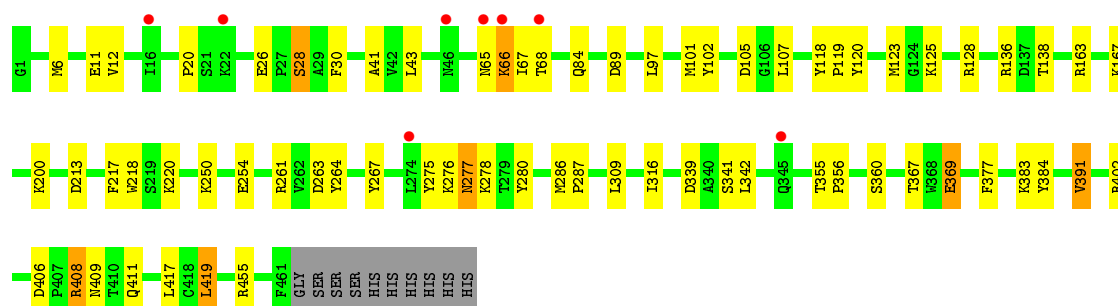 G1 M6 E11 V12 I16 P20 S21 K22 E26 P27 S28 A29 F30 A41 V42 L43 N46 N65 K66 I67 T68 Q84 D89 L97 M101 Y102 D105 G106 L107 Y118 P119 Y120 M123 G124 K125 R128 R136 D137 T138 R163
K200 D213 F217 W218 S219 K220 K250 E254 R261 V262 D263 Y264 Y267 L274 Y275 K276 N277 K278 T279 Y280 M286 P287 L309 I316 D339 A340 S341 L342 Q345 T355 P356 S360 T367 W368 E369 F377 K383 Y384 V391
D406 P407 R408 N409 T410 Q411 L417 C418 L419 R455 F461 GLY SER SER SER HIS HIS HIS HIS HIS HIS